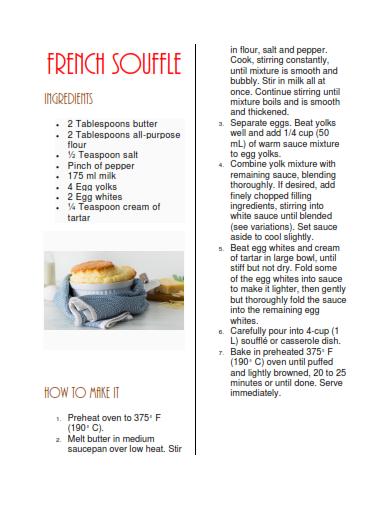 FRENCH SOUFFLE
INGREDIENTS
• 2 Tablespoons butter
• 2 Tablespoons all-purpose
flour
• ½ Teaspoon salt
• Pinch of pepper
• 175 ml milk
• 4 Egg yolks
• 2 Egg whites
• ¼ Teaspoon cream of
tartar
HOW TO MAKE IT
1. Preheat oven to 375° F
(190° C).
2. Melt butter in medium
saucepan over low heat. Stir
in flour, salt and pepper.
Cook, stirring constantly,
until mixture is smooth and
bubbly. Stir in milk all at
once. Continue stirring until
mixture boils and is smooth
and thickened.
3. Separate eggs. Beat yolks
well and add 1/4 cup (50
mL) of warm sauce mixture
to egg yolks.
4. Combine yolk mixture with
remaining sauce, blending
thoroughly. If desired, add
finely chopped filling
ingredients, stirring into
white sauce until blended
(see variations). Set sauce
aside to cool slightly.
5. Beat egg whites and cream
of tartar in large bowl, until
stiff but not dry. Fold some
of the egg whites into sauce
to make it lighter, then gently
but thoroughly fold the sauce
into the remaining egg
whites.
6. Carefully pour into 4-cup (1
L) soufflé or casserole dish.
7. Bake in preheated 375° F
(190° C) oven until puffed
and lightly browned, 20 to 25
minutes or until done. Serve
immediately.